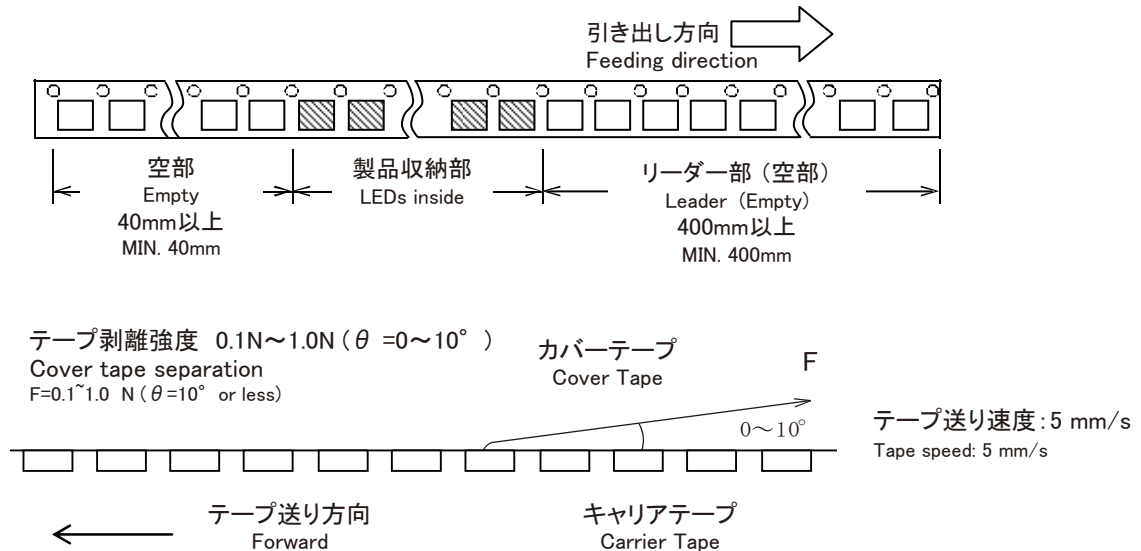 引き出し方向
Feeding direction
空部
Empty
40mm以上
MIN. 40mm
製品収納部
LEDs inside
リーダー部（空部）
Leader (Empty)
400mm以上
MIN. 400mm
テープ剥離強度 0.1N～1.0N（θ =0～10°）
Cover tape separation
F=0.1~1.0 N（θ=10° or less)
カバーテープ
Cover Tape
F
0～10°
テープ送り速度：5 mm/s
Tape speed: 5 mm/s
テープ送り方向
Forward
キャリアテープ
Carrier Tape